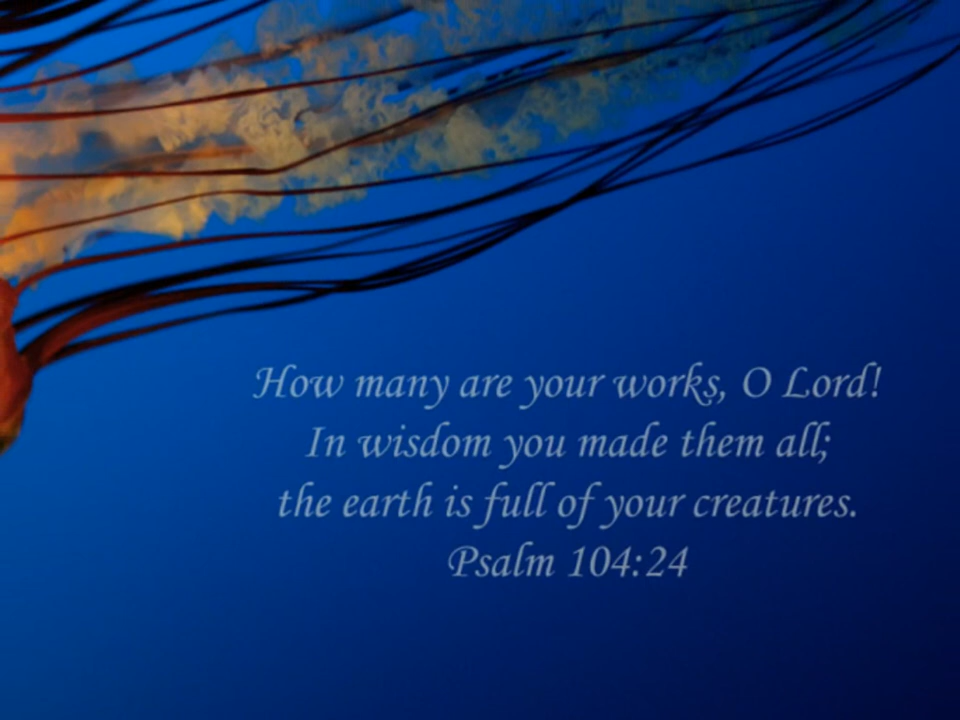 How many are your works, O Lord!
In wisdom you made them all;
the earth is full of your creatures.
Psalm 104:24